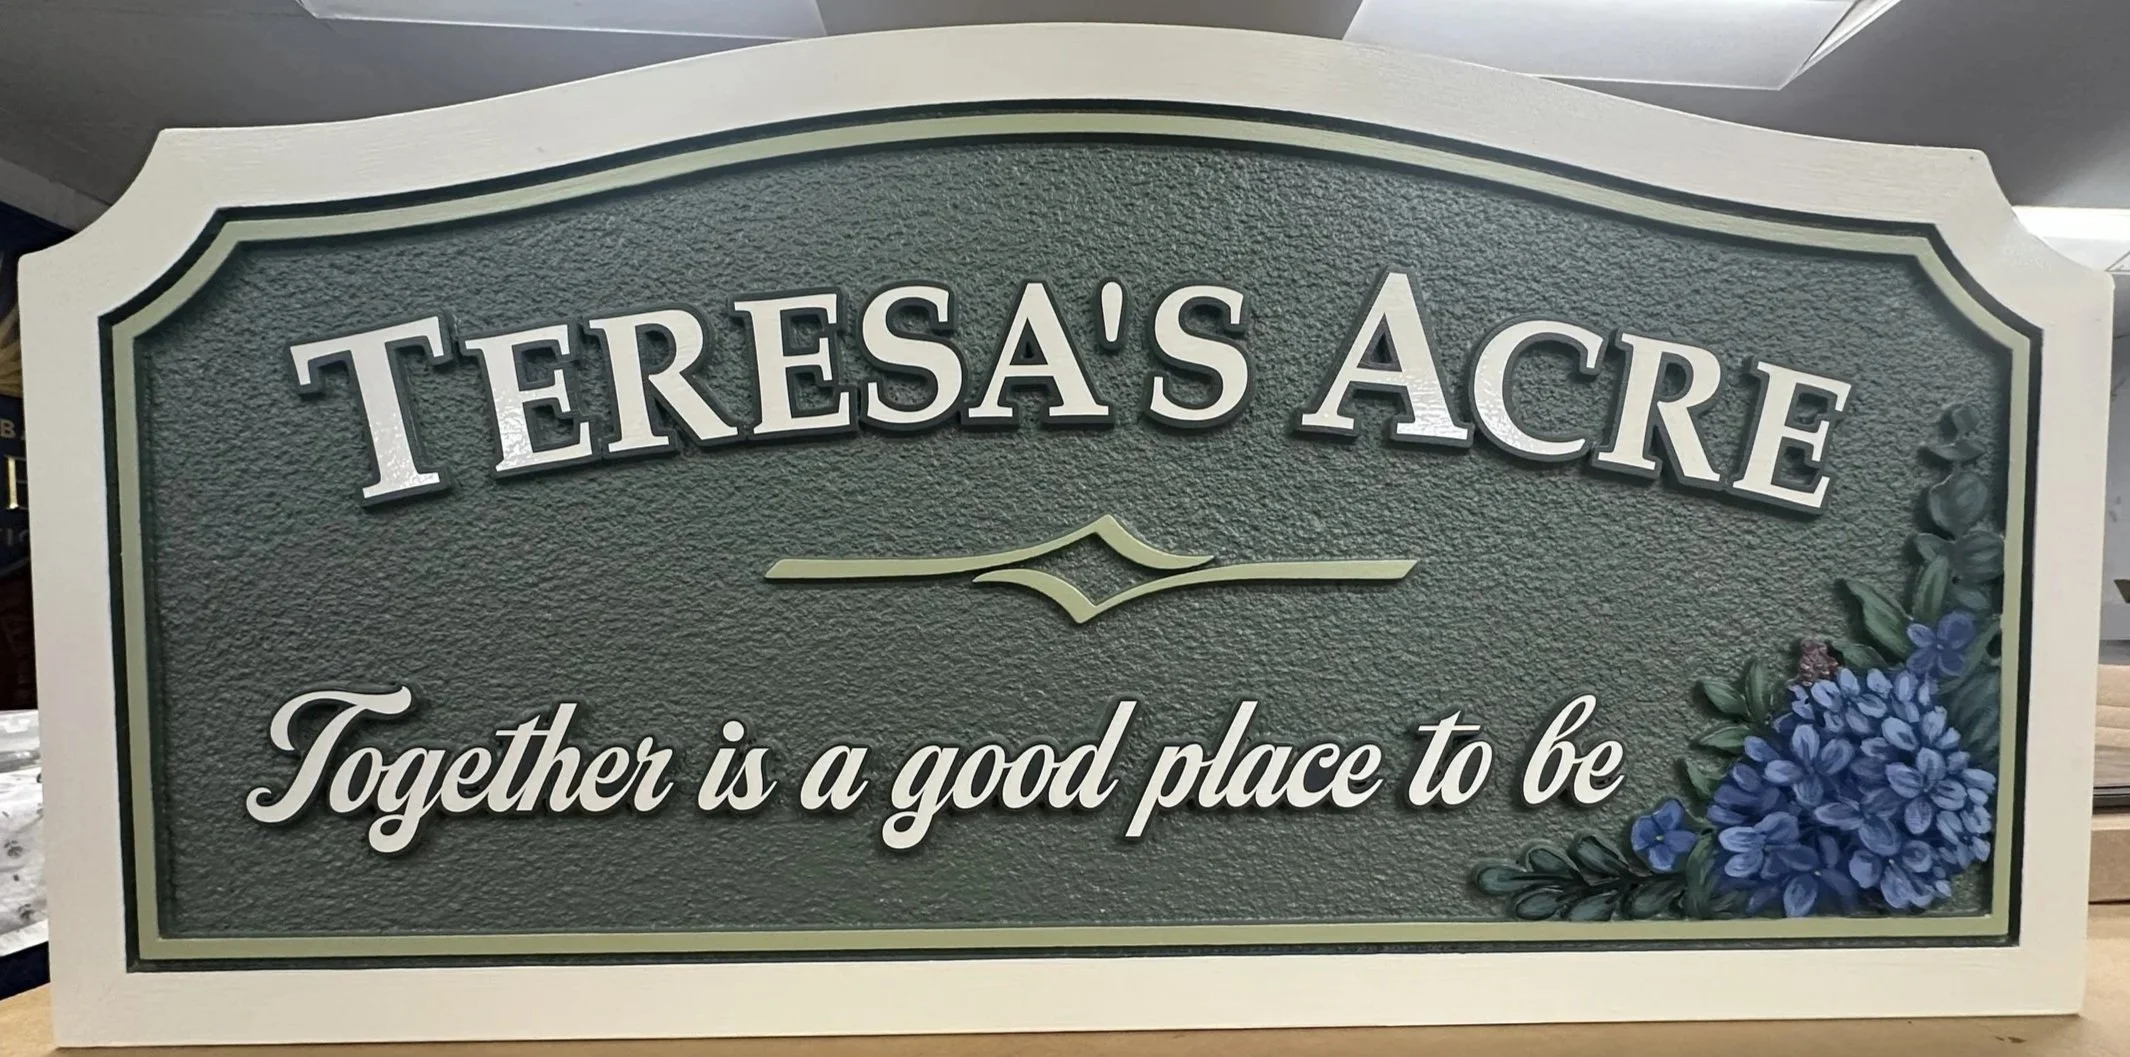 TERESA'S ACRE
Together is a good place to be